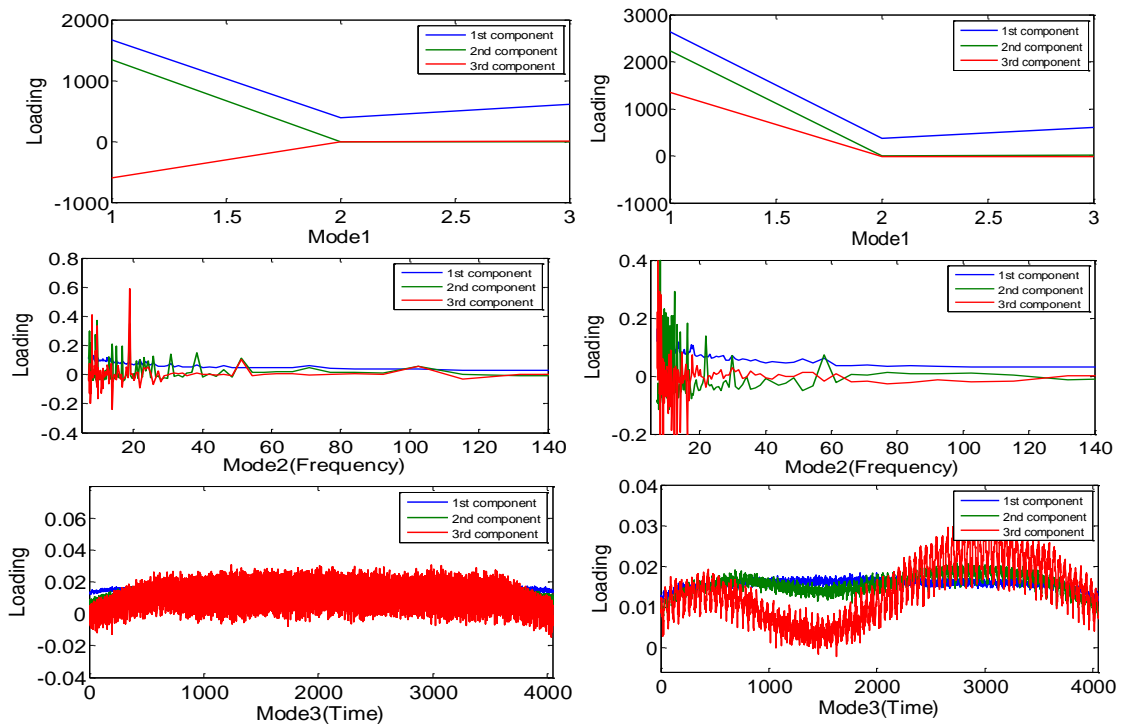 2000
1000
0
-1000
Loading
1
1.5
2
2.5
3
Mode1
1st component
2nd component
3rd component
3000
2000
1000
0
-1000
Loading
1
1.5
2
2.5
3
Mode1
1st component
2nd component
3rd component
0.8
0.6
0.4
0.2
0
-0.2
-0.4
Loading
20
40
60
80
100
120
140
Mode2(Frequency)
1st component
2nd component
3rd component
0.4
0.2
0
-0.2
Loading
20
40
60
80
100
120
140
Mode2(Frequency)
1st component
2nd component
3rd component
0.08
0.06
0.04
0.02
0
-0.02
-0.04
Loading
0
1000
2000
3000
4000
Mode3(Time)
1st component
2nd component
3rd component
0.04
0.03
0.02
0.01
0
Loading
0
1000
2000
3000
4000
Mode3(Time)
1st component
2nd component
3rd component